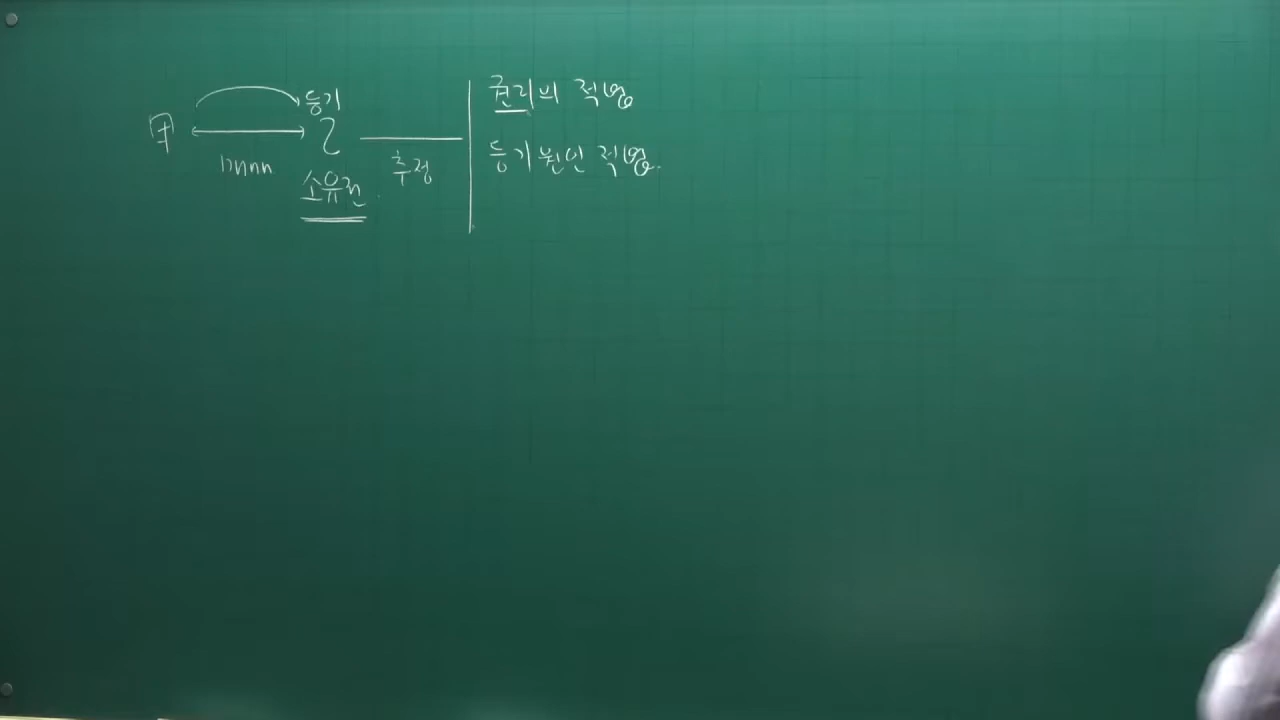 등기 권리의 적법
甲 乙
추정 등기원인 적법.
소유권